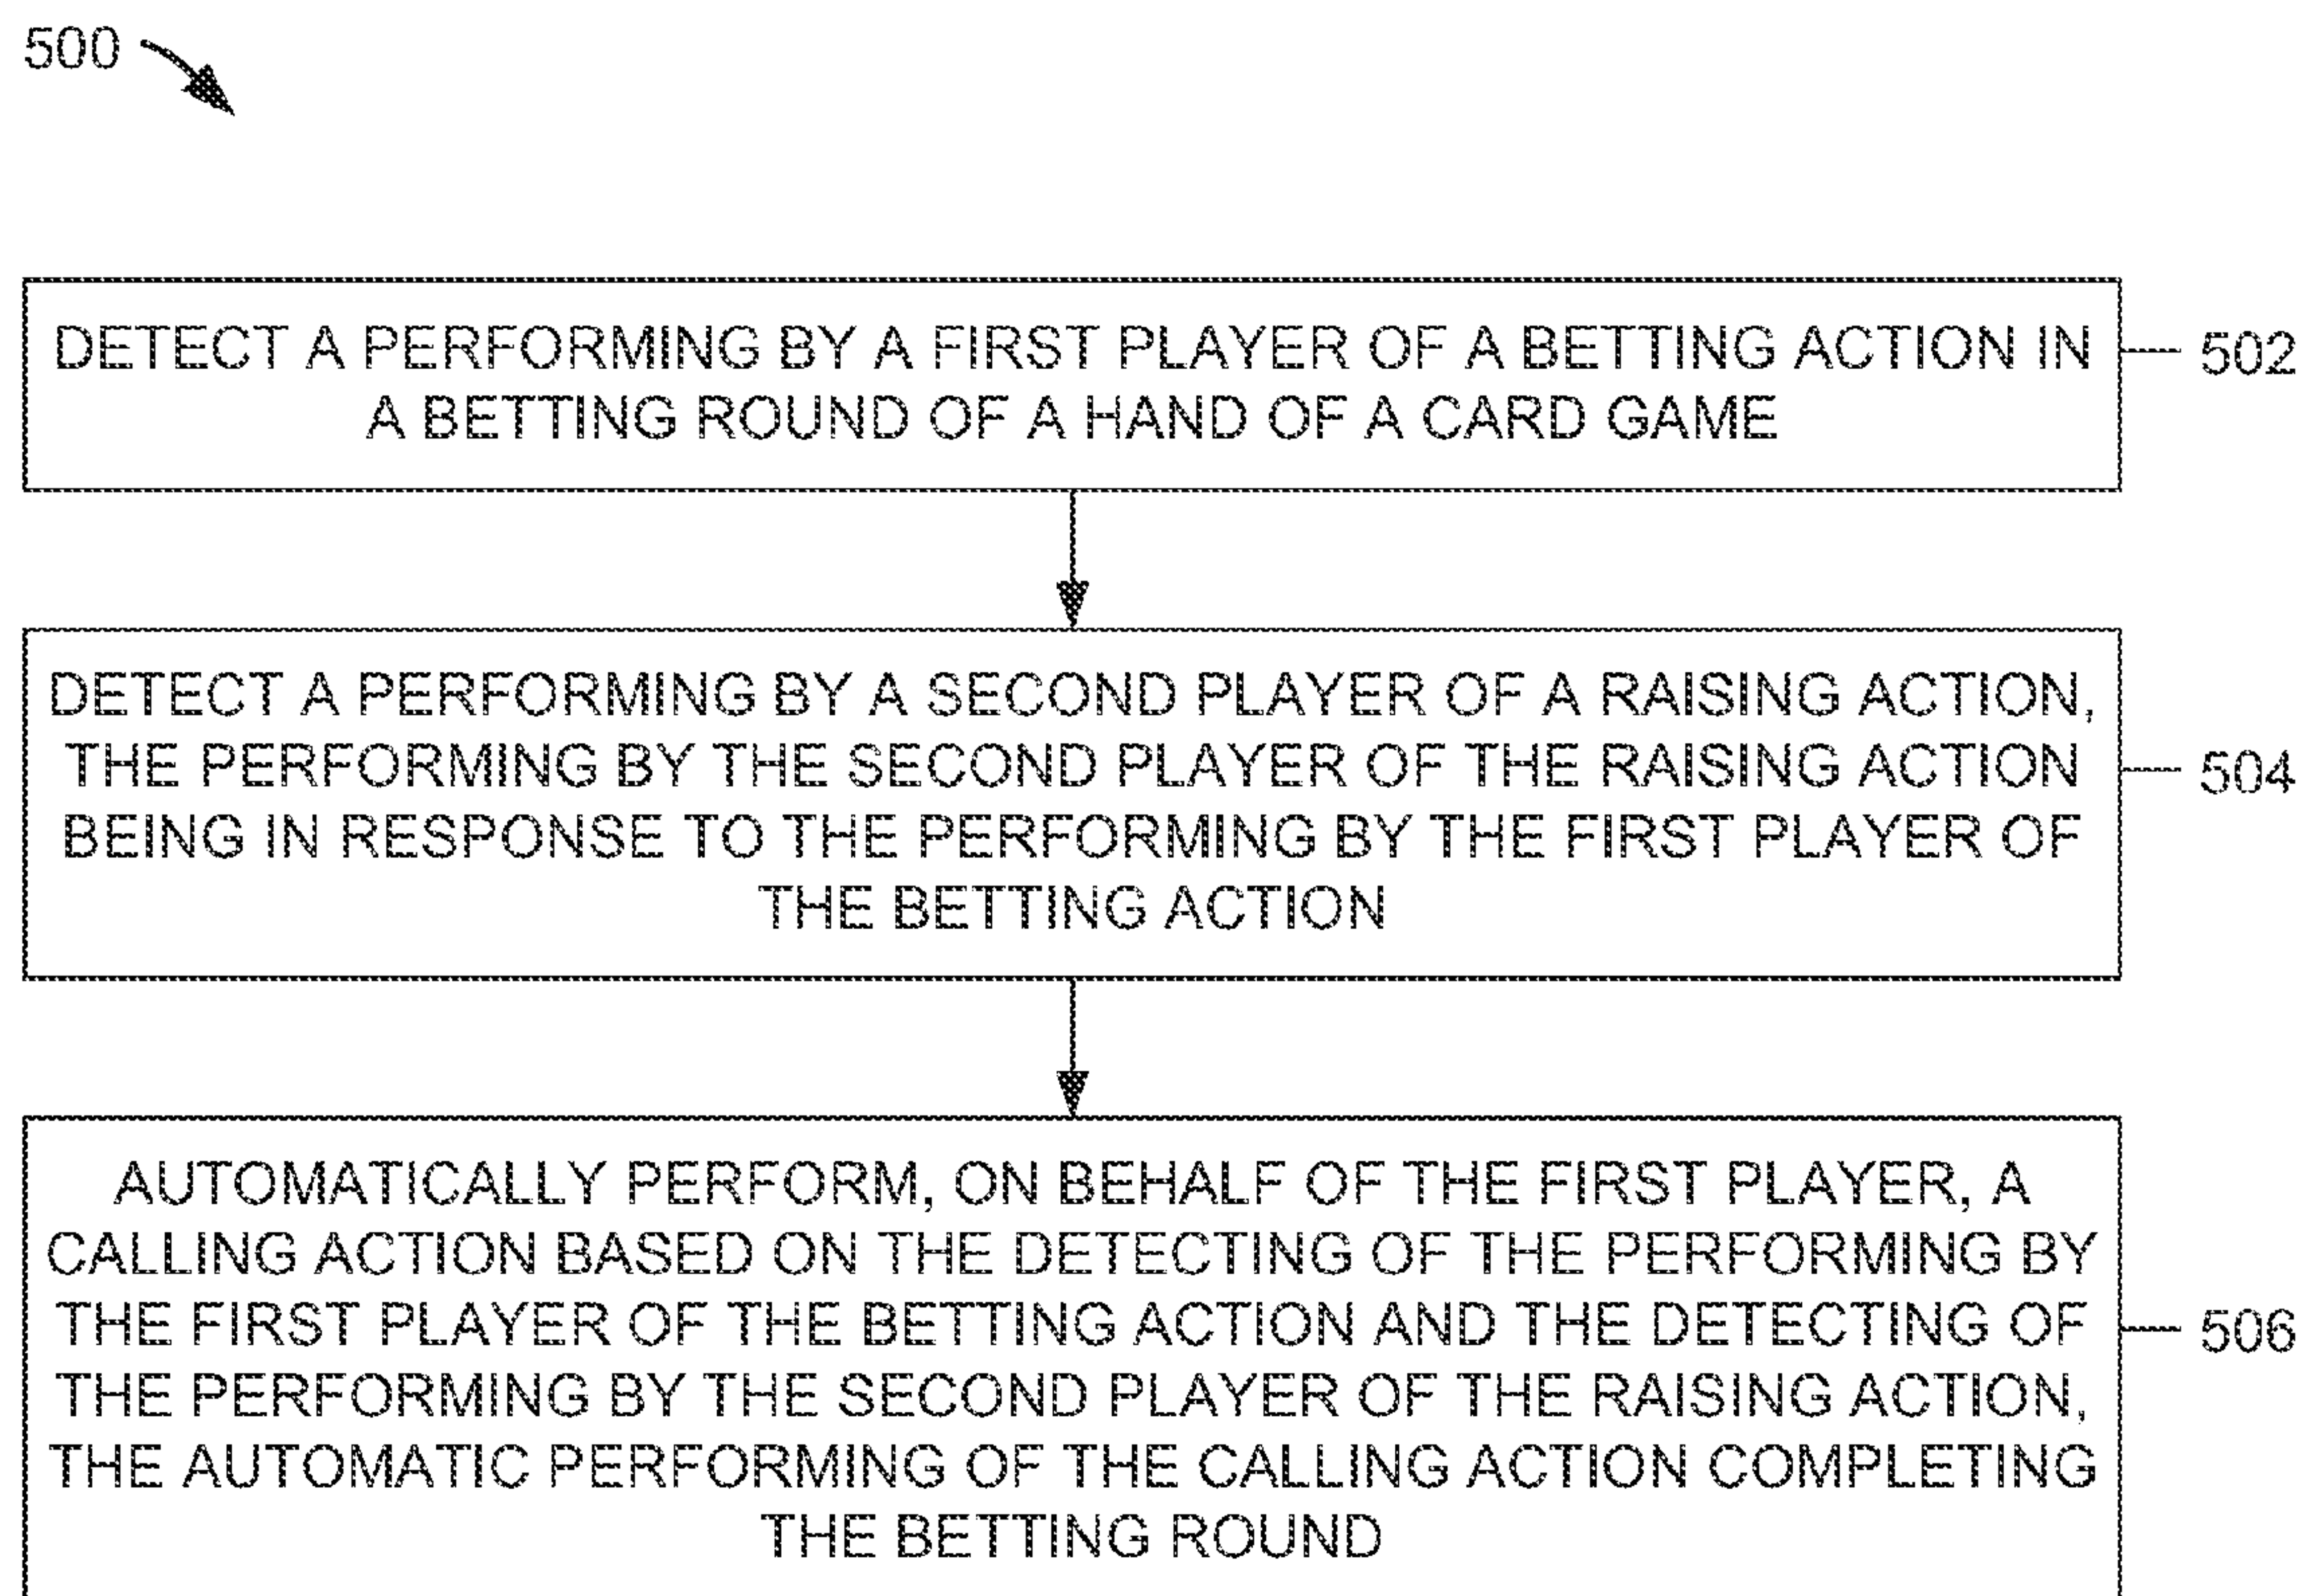 500
DETECT A PERFORMING BY A FIRST PLAYER OF A BETTING ACTION IN
A BETTING ROUND OF A HAND OF A CARD GAME
502
DETECT A PERFORMING BY A SECOND PLAYER OF A RAISING ACTION,
THE PERFORMING BY THE SECOND PLAYER OF THE RAISING ACTION
BEING IN RESPONSE TO THE PERFORMING BY THE FIRST PLAYER OF
THE BETTING ACTION
504
AUTOMATICALLY PERFORM, ON BEHALF OF THE FIRST PLAYER, A
CALLING ACTION BASED ON THE DETECTING OF THE PERFORMING BY
THE FIRST PLAYER OF THE BETTING ACTION AND THE DETECTING OF
THE PERFORMING BY THE SECOND PLAYER OF THE RAISING ACTION,
THE AUTOMATIC PERFORMING OF THE CALLING ACTION COMPLETING
THE BETTING ROUND
506